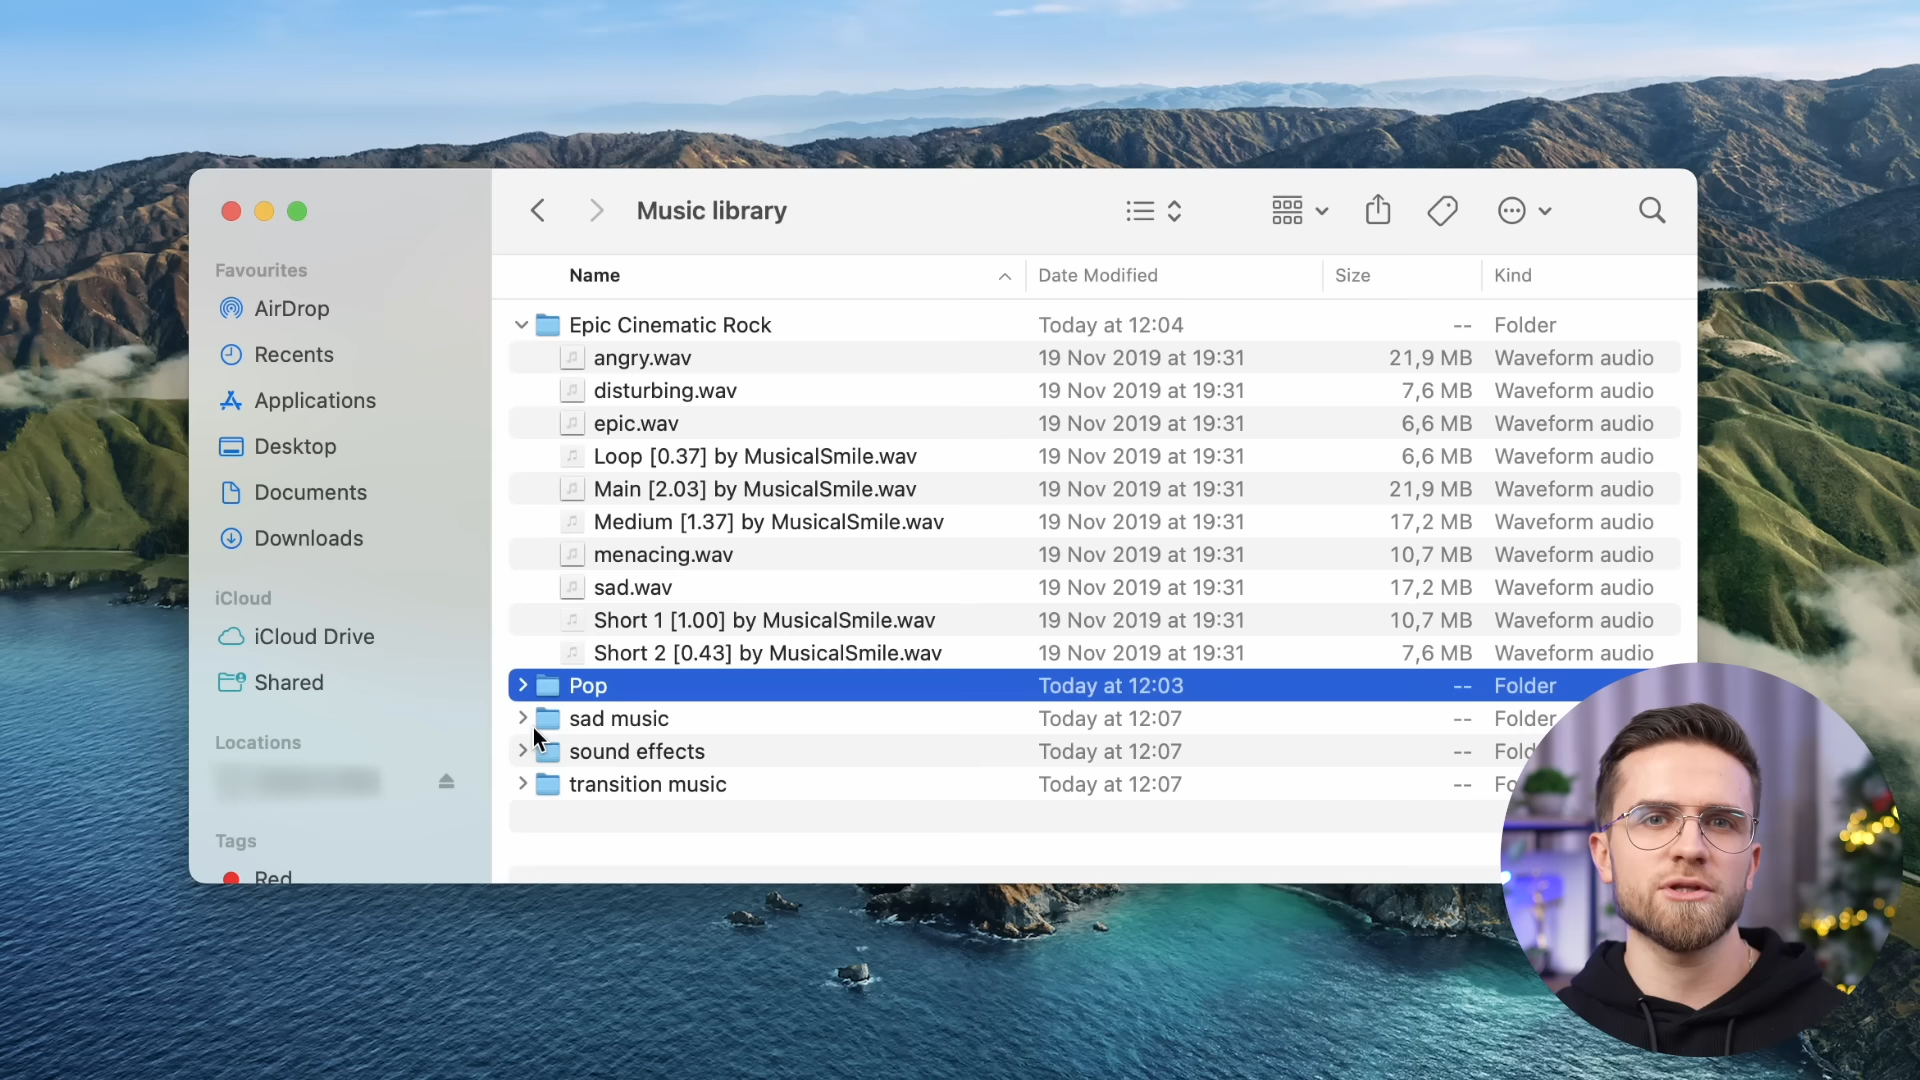 Music library
Favourites
AirDrop
Recents
Applications
Desktop
Documents
Downloads
iCloud
iCloud Drive
Shared
Locations
Tags
Red
Name Date Modified Size Kind
Epic Cinematic Rock Today at 12:04 -- Folder
angry.wav 19 Nov 2019 at 19:31 21,9 MB Waveform audio
disturbing.wav 19 Nov 2019 at 19:31 7,6 MB Waveform audio
epic.wav 19 Nov 2019 at 19:31 6,6 MB Waveform audio
Loop [0.37] by MusicalSmile.wav 19 Nov 2019 at 19:31 6,6 MB Waveform audio
Main [2.03] by MusicalSmile.wav 19 Nov 2019 at 19:31 21,9 MB Waveform audio
Medium [1.37] by MusicalSmile.wav 19 Nov 2019 at 19:31 17,2 MB Waveform audio
menacing.wav 19 Nov 2019 at 19:31 10,7 MB Waveform audio
sad.wav 19 Nov 2019 at 19:31 17,2 MB Waveform audio
Short 1 [1.00] by MusicalSmile.wav 19 Nov 2019 at 19:31 10,7 MB Waveform audio
Short 2 [0.43] by MusicalSmile.wav 19 Nov 2019 at 19:31 7,6 MB Waveform audio
Pop Today at 12:03 -- Folder
sad music Today at 12:07 -- Folder
sound effects Today at 12:07 -- Fold
transition music Today at 12:07 -- Fo